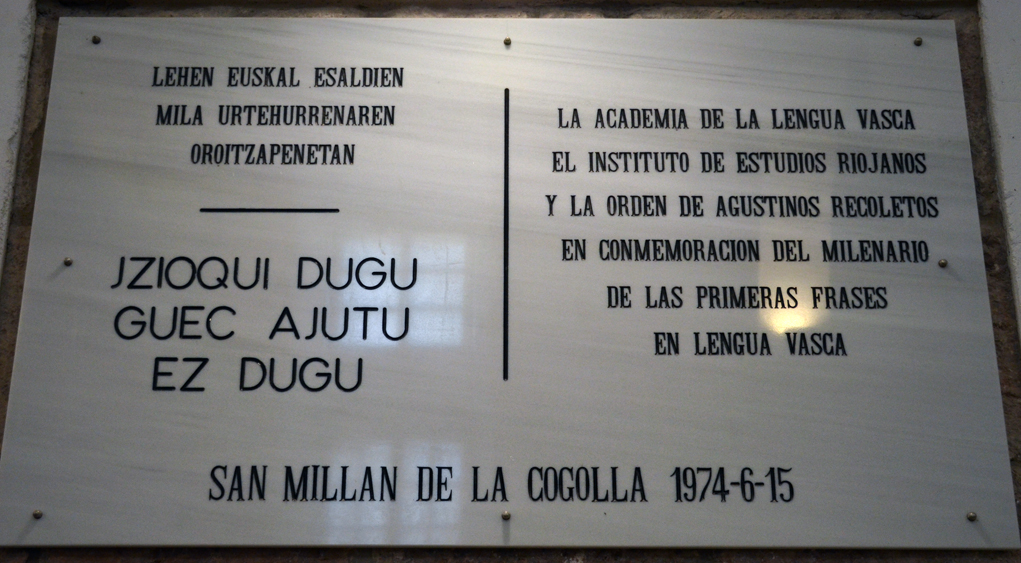 LEHEN EUSKAL ESALDIEN
MILA URTEHURRENAREN
OROITZAPENETAN
JZIOQUI DUGU
GUEC AJUTU
EZ DUGU
LA ACADEMIA DE LA LENGUA VASCA
EL INSTITUTO DE ESTUDIOS RIOJANOS
Y LA ORDEN DE AGUSTINOS RECOLETOS
EN CONMEMORACION DEL MILENARIO
DE LAS PRIMERAS FRASES
EN LENGUA VASCA
SAN MILLAN DE LA COGOLLA 1974-6-15